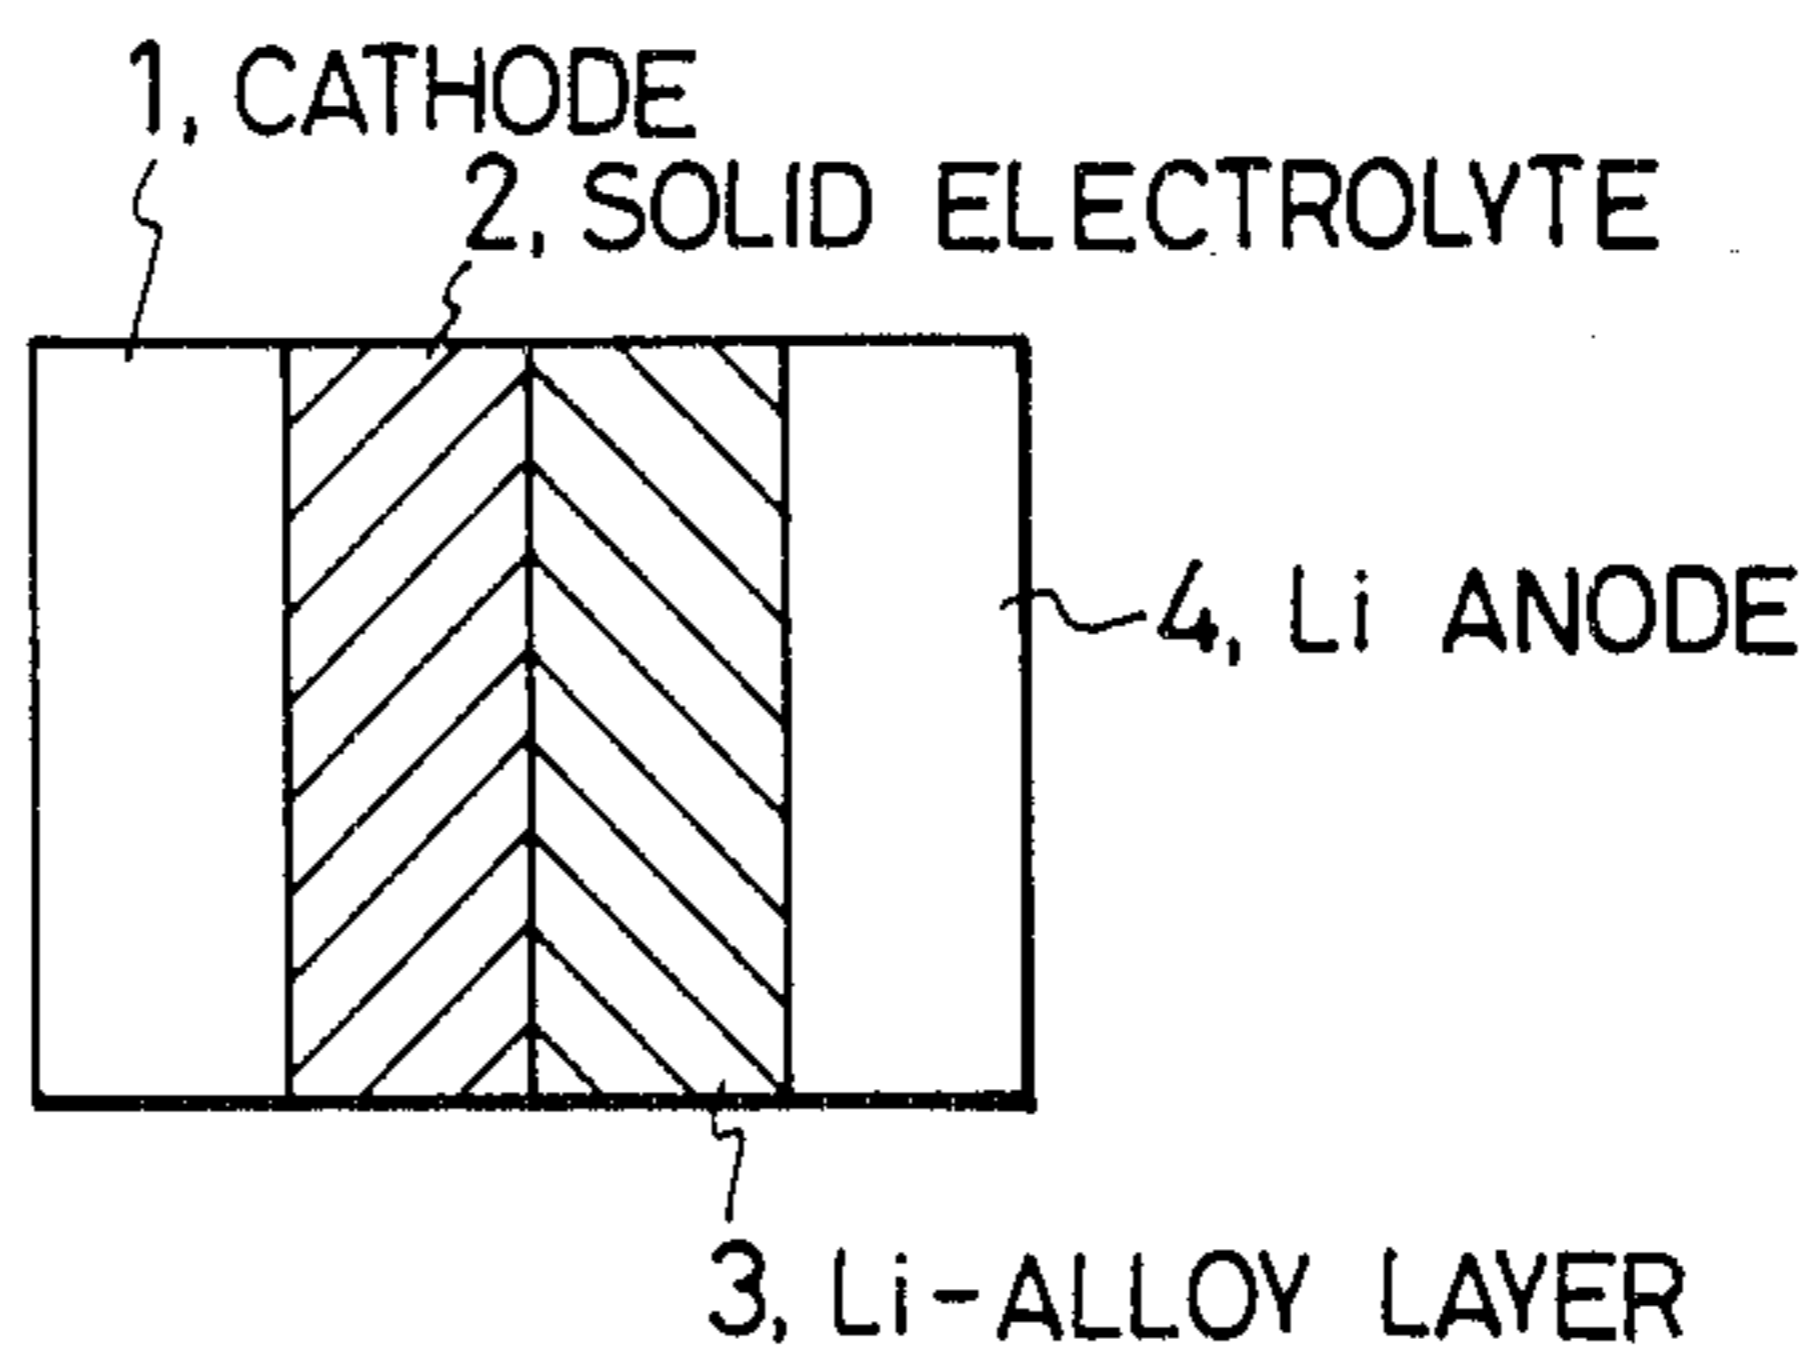 1, CATHODE
2, SOLID ELECTROLYTE
4, Li ANODE
3, Li-ALLOY LAYER